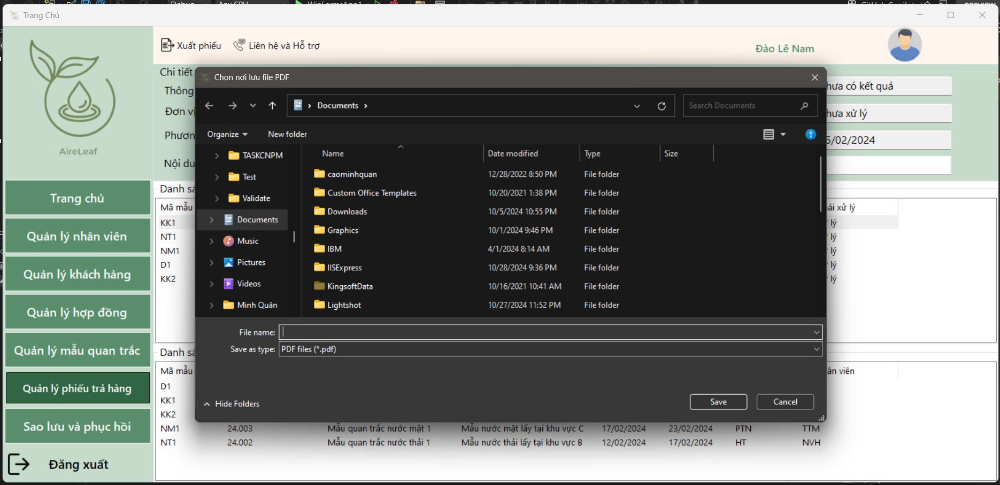 Debug
Any CPU
WinFormsApp1
GitHub Copilot
PREVIEW
Trang Chủ
AireLeaf
Trang chủ
Quản lý nhân viên
Quản lý khách hàng
Quản lý hợp đồng
Quản lý mẫu quan trắc
Quản lý phiếu trả hàng
Sao lưu và phục hồi
Đăng xuất
Xuất phiếu Liên hệ và Hỗ trợ
Đào Lê Nam
Chi tiết
Thông
Đơn vị
Phươn
Nội du
hưa có kết quả
hưa xử lý
5/02/2024
Danh sá
Mã mẫu ái xử lý
KK1 lý
NT1 lý
NM1 lý
D1 lý
KK2 lý
Chọn nơi lưu file PDF
Documents
Search Documents
Organize New folder
TASKCNPM
Test
Validate
Documents
Music
Pictures
Videos
Minh Quân
Name Date modified Type Size
caominhquan 12/28/2022 8:50 PM File folder
Custom Office Templates 10/20/2021 1:38 PM File folder
Downloads 10/5/2024 10:55 PM File folder
Graphics 10/1/2024 9:46 PM File folder
IBM 4/1/2024 8:14 AM File folder
IISExpress 10/28/2024 9:36 PM File folder
KingsoftData 10/16/2021 10:41 AM File folder
Lightshot 10/27/2024 11:52 PM File folder
File name:
Save as type: PDF files (*.pdf)
Hide Folders Save Cancel
Danh sá
Mã mẫu ân viên
D1
KK1
KK2
NM1 24.003 Mẫu quan trắc nước mặt 1 Mẫu nước mặt lấy tại khu vực C 17/02/2024 23/02/2024 PTN TTM
NT1 24.002 Mẫu quan trắc nước thải 1 Mẫu nước thải lấy tại khu vực B 12/02/2024 17/02/2024 HT NVH